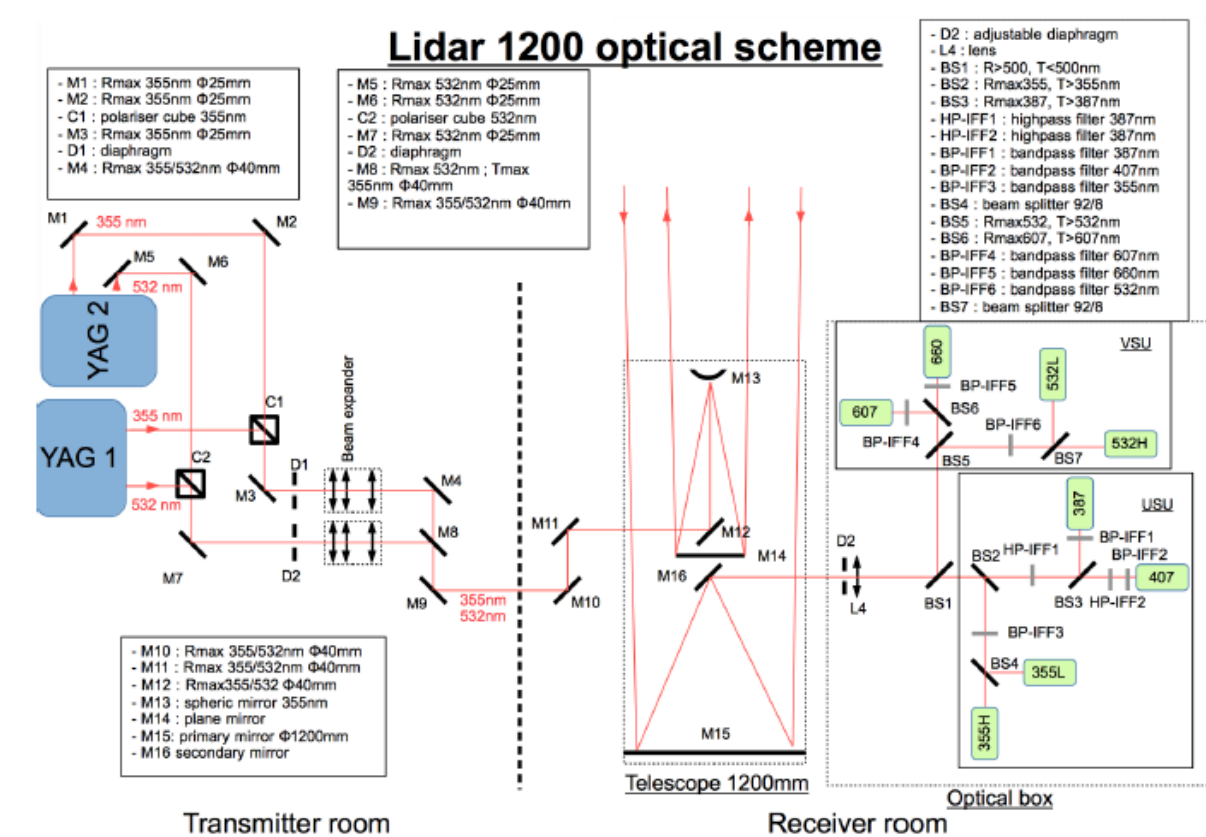 Lidar 1200 optical scheme
- M1 : Rmax 355nm Φ25mm
- M2 : Rmax 355nm Φ25mm
- C1 : polariser cube 355nm
- M3 : Rmax 355nm Φ25mm
- D1 : diaphragm
- M4 : Rmax 355/532nm Φ40mm
- M5 : Rmax 532nm Φ25mm
- M6 : Rmax 532nm Φ25mm
- C2 : polariser cube 532nm
- M7 : Rmax 532nm Φ25mm
- D2 : diaphragm
- M8 : Rmax 532nm ; Tmax
355nm Φ40mm
- M9 : Rmax 355/532nm Φ40mm
- D2 : adjustable diaphragm
- L4 : lens
- BS1 : R>500, T<500nm
- BS2 : Rmax355, T>355nm
- BS3 : Rmax387, T>387nm
- HP-IFF1 : highpass filter 387nm
- HP-IFF2 : highpass filter 387nm
- BP-IFF1 : bandpass filter 387nm
- BP-IFF2 : bandpass filter 407nm
- BP-IFF3 : bandpass filter 355nm
- BS4 : beam splitter 92/8
- BS5 : Rmax532, T>532nm
- BS6 : Rmax607, T>607nm
- BP-IFF4 : bandpass filter 607nm
- BP-IFF5 : bandpass filter 660nm
- BP-IFF6 : bandpass filter 532nm
- BS7 : beam splitter 92/8
M1
355 nm
M2
M5
M6
532 nm
YAG 2
YAG 1
355 nm
C1
C2
532 nm
M3
D1
Beam expander
M4
M8
M7
D2
M9
355nm
532nm
M11
M10
M13
M12
M14
M16
M15
Telescope 1200mm
D2
L4
BS1
VSU
660
BP-IFF5
607
BP-IFF4
BS6
BS5
BP-IFF6
532L
BS7
532H
USU
387
BS2
HP-IFF1
BP-IFF1
BP-IFF2
407
BS3
HP-IFF2
BP-IFF3
BS4
355L
355H
Optical box
- M10 : Rmax 355/532nm Φ40mm
- M11 : Rmax 355/532nm Φ40mm
- M12 : Rmax355/532 Φ40mm
- M13 : spheric mirror 355nm
- M14 : plane mirror
- M15: primary mirror Φ1200mm
- M16 secondary mirror
Transmitter room
Receiver room